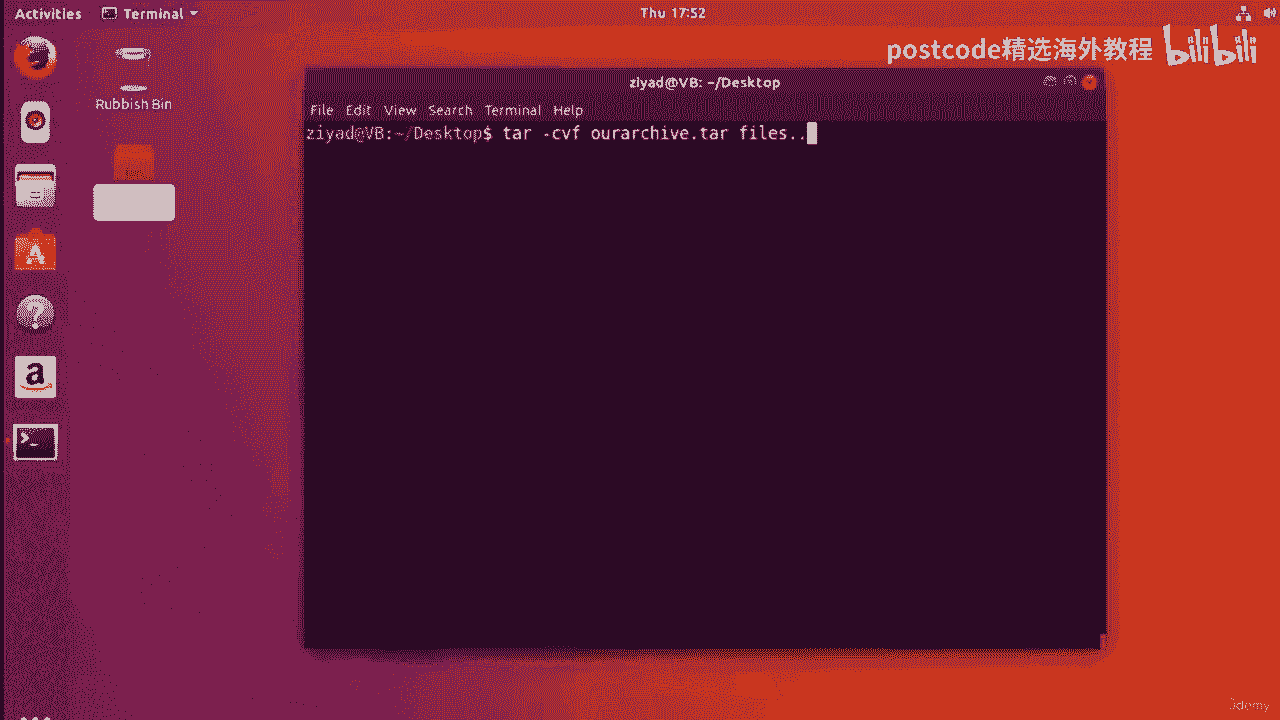 Activities Terminal Thu 17:52
postcode精选海外教程 bilibili
Rubbish Bin
ziyad@VB: ~/Desktop
File Edit View Search Terminal Help
ziyad@VB:~/Desktop$ tar -cvf ourarchive.tar files..